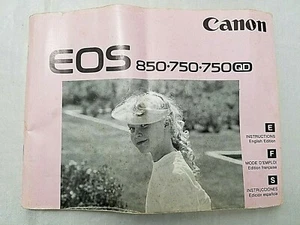 Canon
EOS 850·750·750QD
E
INSTRUCTIONS
English Edition
F
MODE D'EMPLOI
Edition française
S
INSTRUCCIONES
Edición española